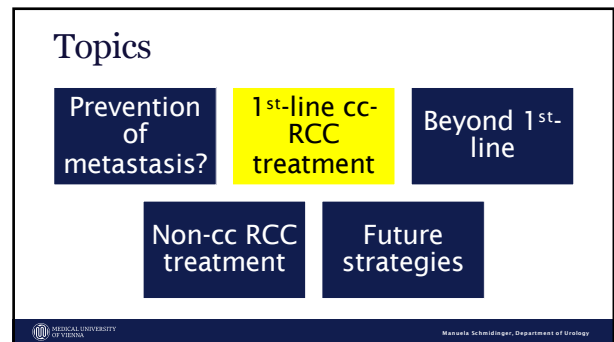 Topics
Prevention
of
metastasis?
1st-line cc-
RCC
treatment
Beyond 1st-
line
Non-cc RCC
treatment
Future
strategies
MEDICAL UNIVERSITY
OF VIENNA
Manuela Schmidinger, Department of Urology